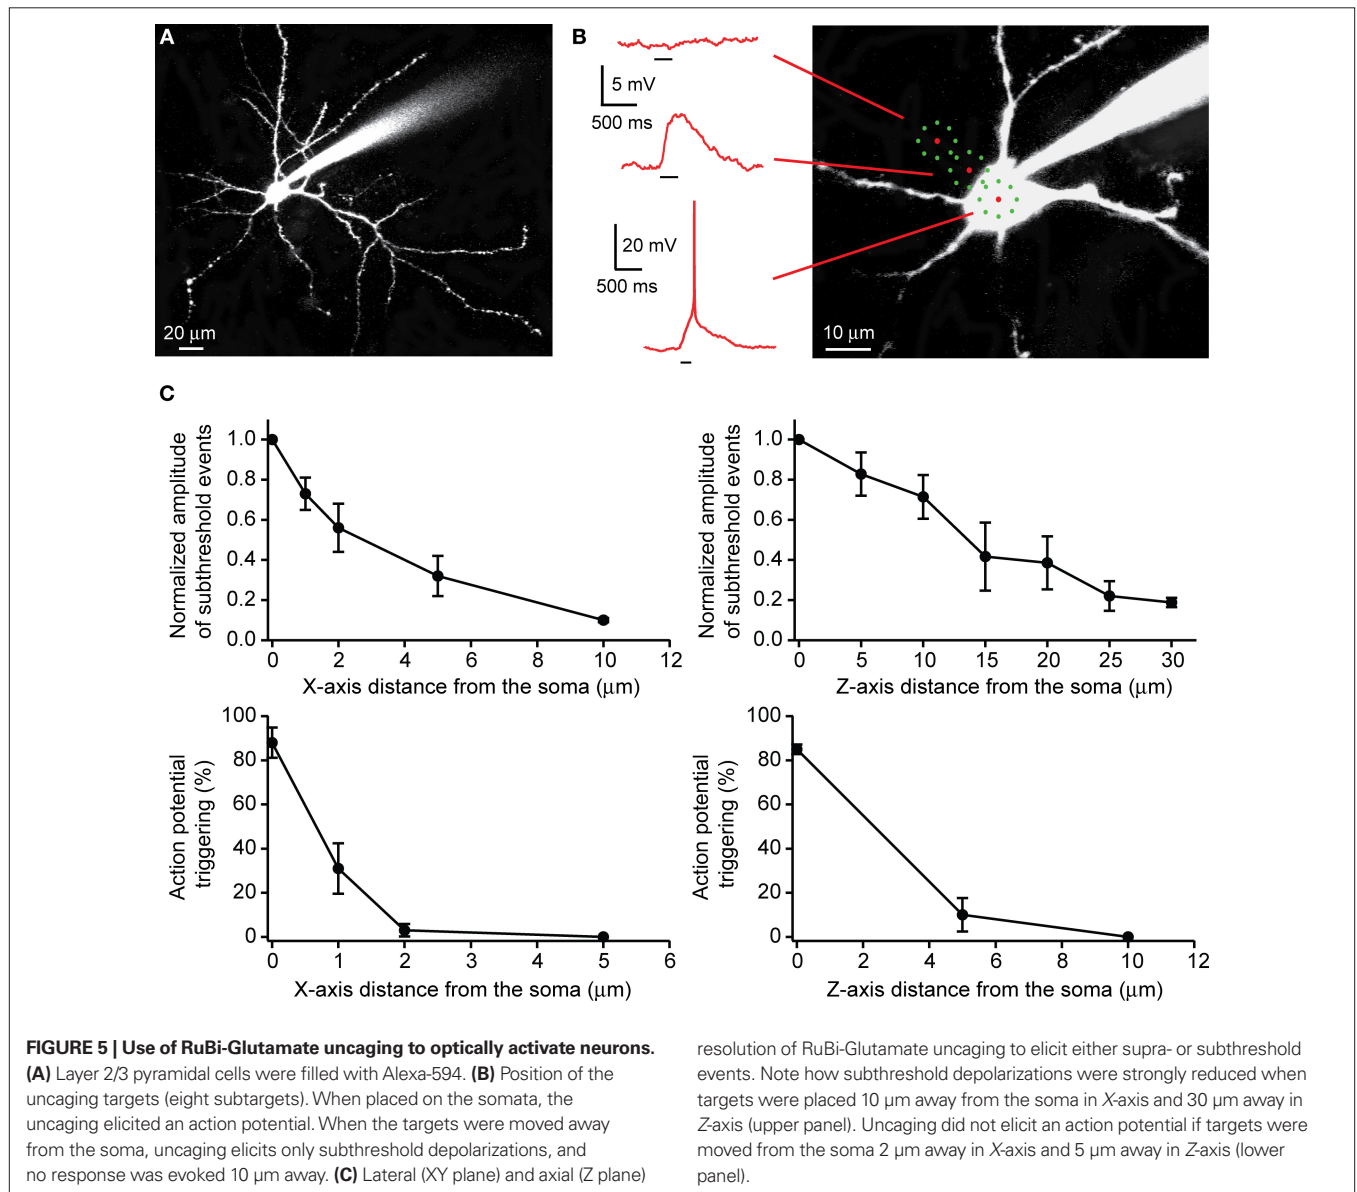 A
20 μm
B
5 mV
500 ms
20 mV
500 ms
10 μm
C
Normalized amplitude
of subthreshold events
1.0
0.8
0.6
0.4
0.2
0.0
0 2 4 6 8 10 12
X-axis distance from the soma (μm)
Normalized amplitude
of subthreshold events
1.0
0.8
0.6
0.4
0.2
0.0
0 5 10 15 20 25 30
Z-axis distance from the soma (μm)
Action potential
triggering (%)
100
80
60
40
20
0
0 1 2 3 4 5 6
X-axis distance from the soma (μm)
Action potential
triggering (%)
100
80
60
40
20
0
0 2 4 6 8 10 12
Z-axis distance from the soma (μm)
FIGURE 5 | Use of RuBi-Glutamate uncaging to optically activate neurons.
(A) Layer 2/3 pyramidal cells were filled with Alexa-594. (B) Position of the
uncaging targets (eight subtargets). When placed on the somata, the
uncaging elicited an action potential. When the targets were moved away
from the soma, uncaging elicits only subthreshold depolarizations, and
no response was evoked 10 μm away. (C) Lateral (XY plane) and axial (Z plane)
resolution of RuBi-Glutamate uncaging to elicit either supra- or subthreshold
events. Note how subthreshold depolarizations were strongly reduced when
targets were placed 10 μm away from the soma in X-axis and 30 μm away in
Z-axis (upper panel). Uncaging did not elicit an action potential if targets were
moved from the soma 2 μm away in X-axis and 5 μm away in Z-axis (lower
panel).